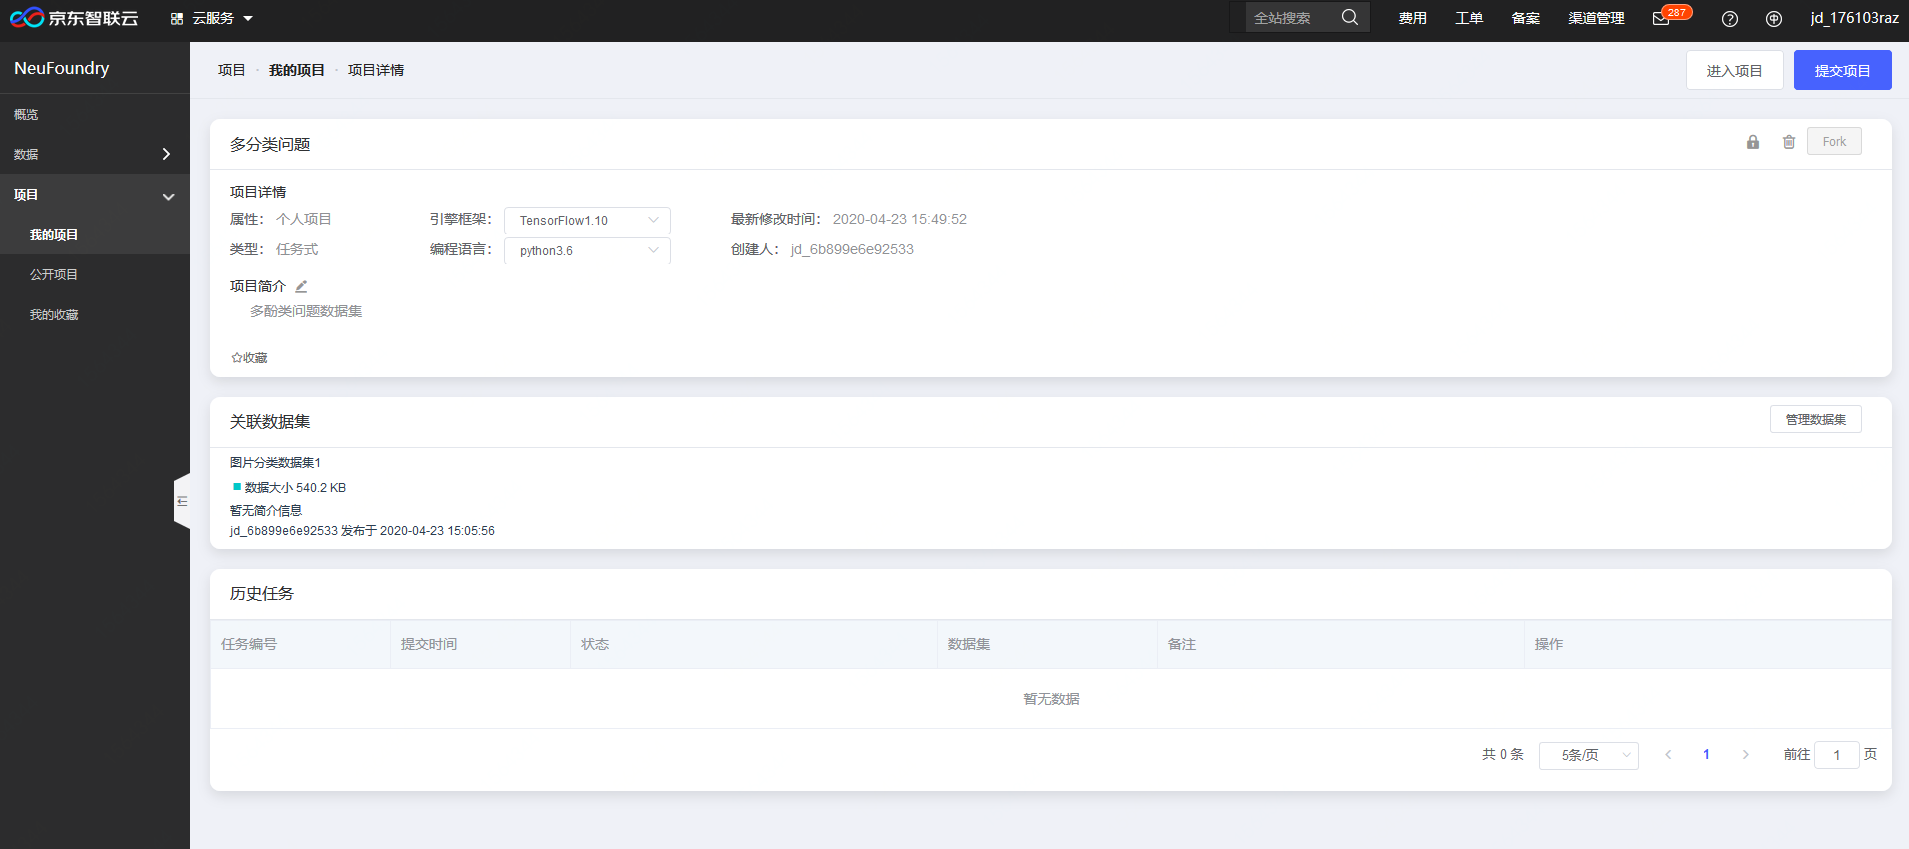 京东智联云 云服务 全站搜索 费用 工单 备案 渠道管理 287 jd_176103raz
NeuFoundry
概览
数据
项目
我的项目
公开项目
我的收藏
项目 - 我的项目 - 项目详情 进入项目 提交项目
多分类问题 Fork
项目详情
属性： 个人项目 引擎框架： TensorFlow1.10 最新修改时间： 2020-04-23 15:49:52
类型： 任务式 编程语言： python3.6 创建人： jd_6b899e6e92533
项目简介
多酚类问题数据集
收藏
关联数据集 管理数据集
图片分类数据集1
数据大小 540.2 KB
暂无简介信息
jd_6b899e6e92533 发布于 2020-04-23 15:05:56
历史任务
任务编号 提交时间 状态 数据集 备注 操作
暂无数据
共 0 条 5条/页 1 前往 1 页